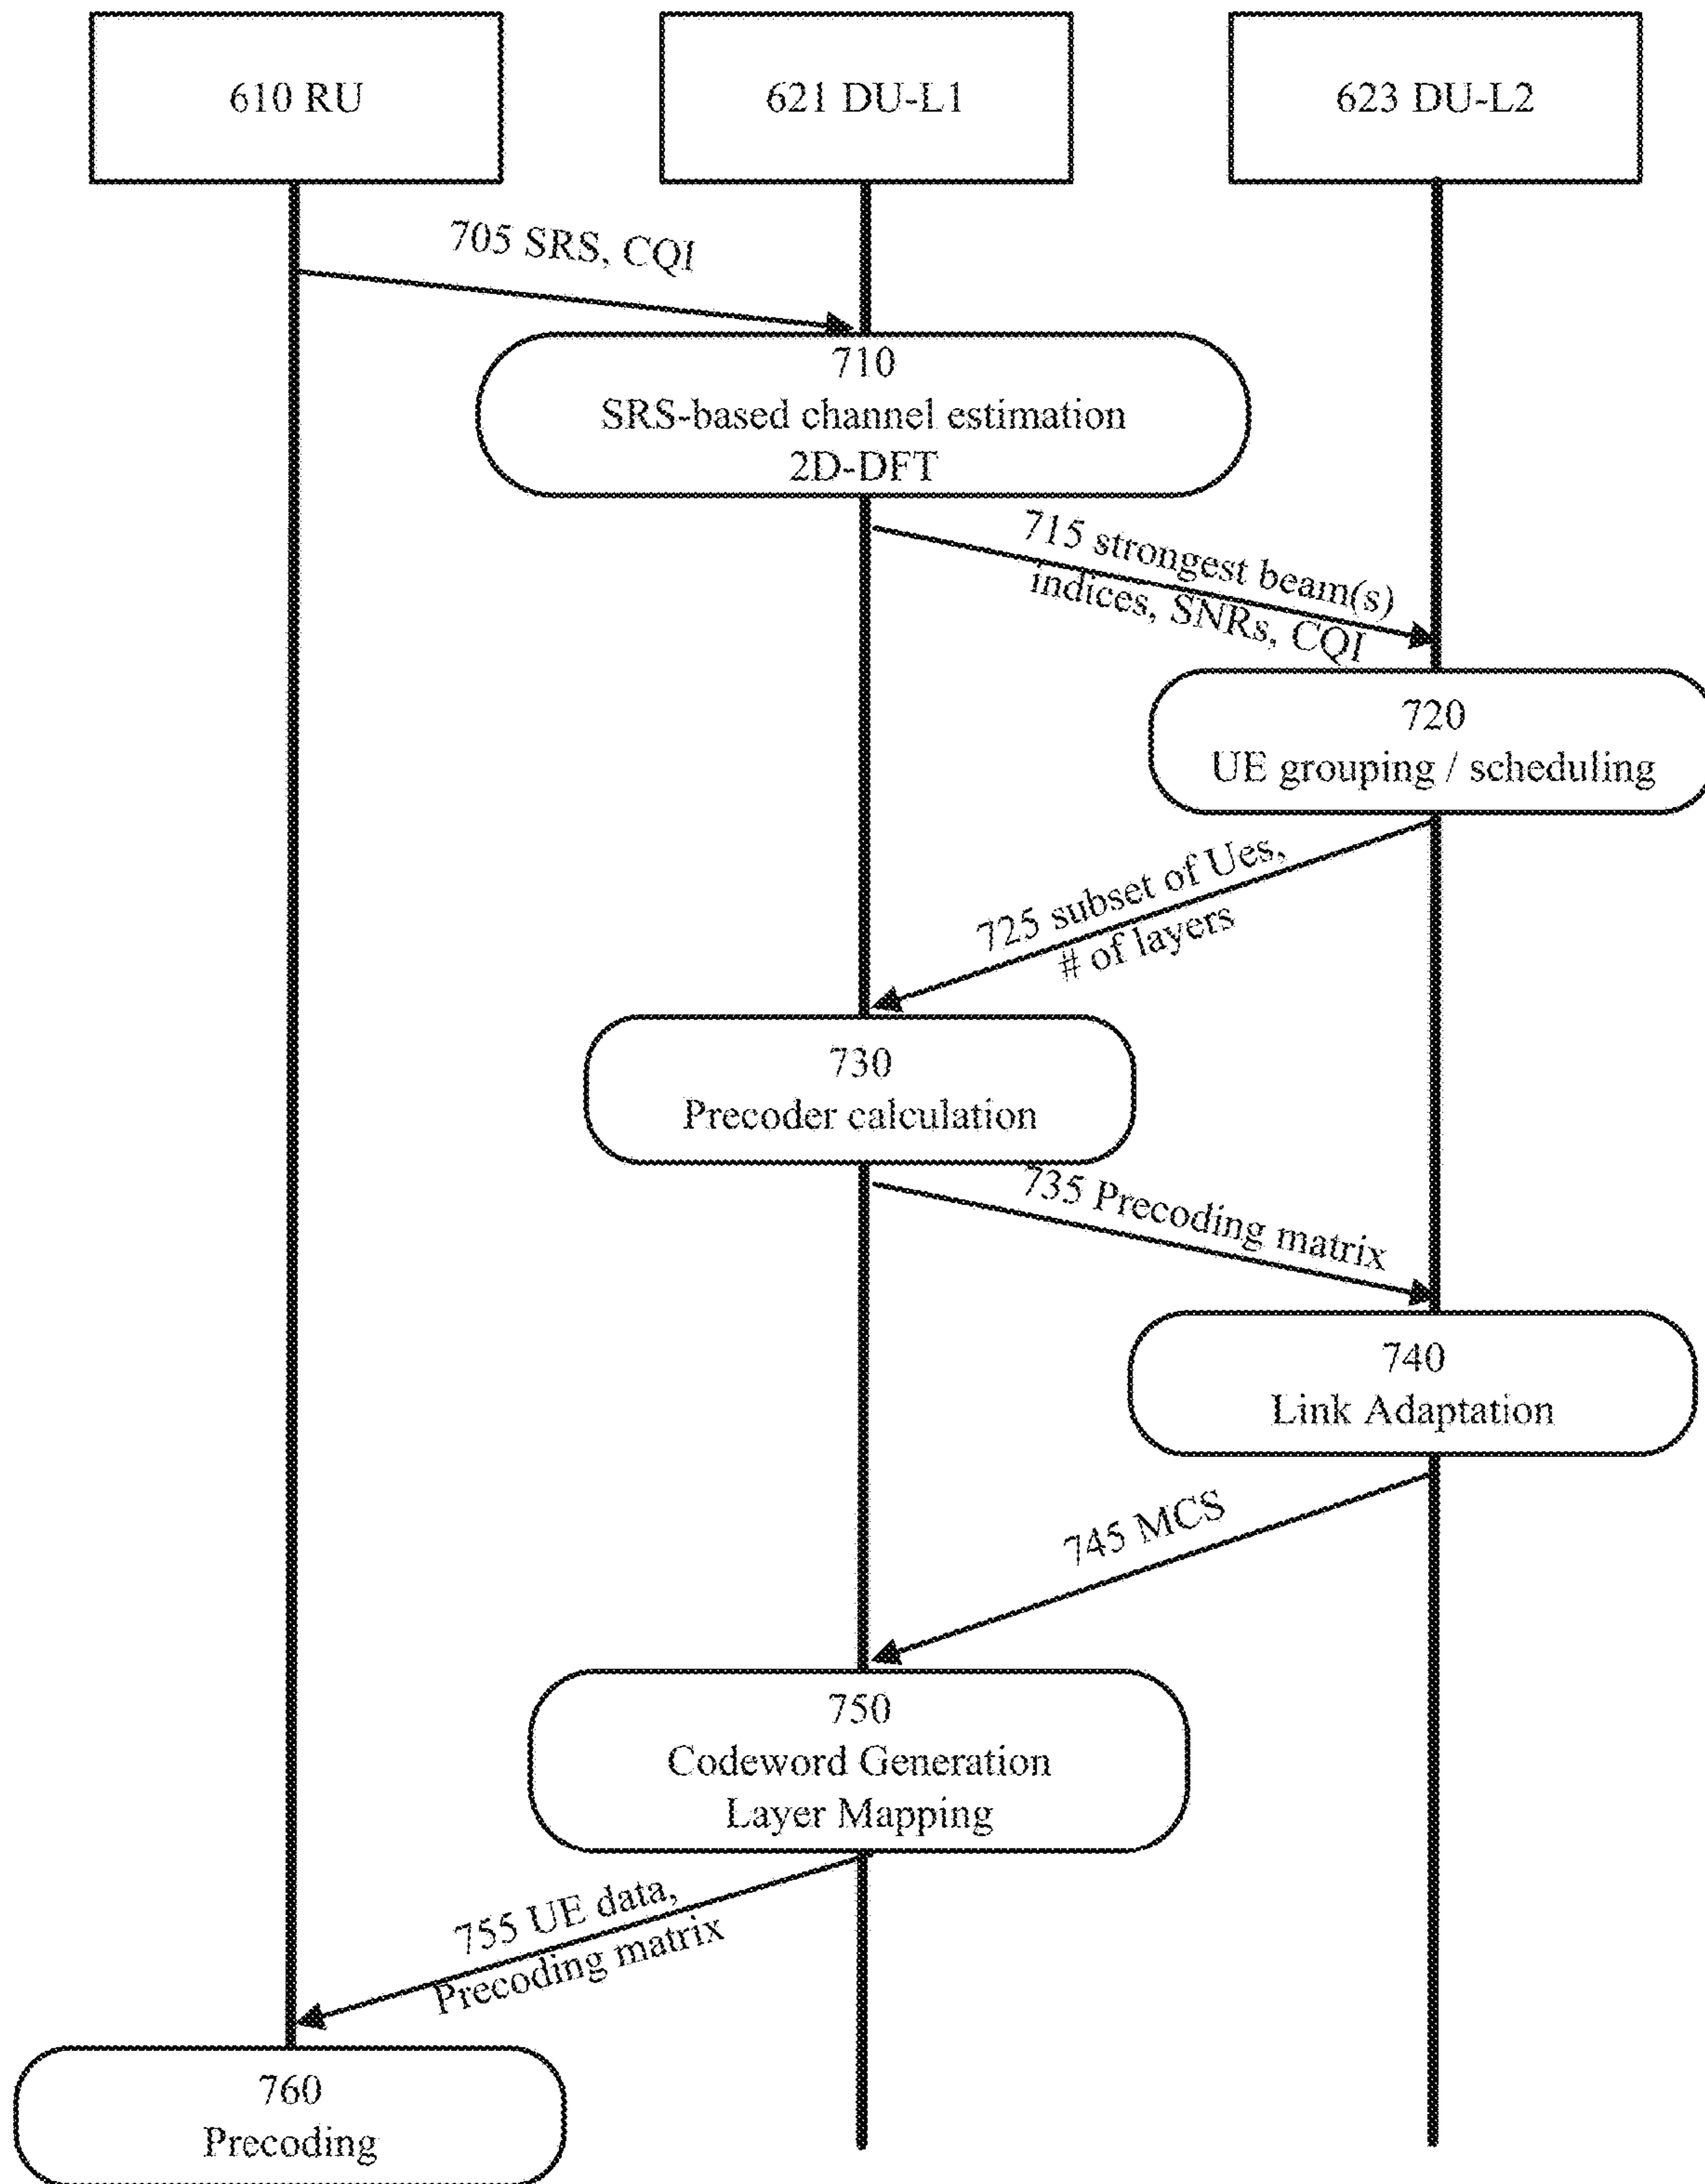 610 RU
621 DU-L1
623 DU-L2
705 SRS, CQI
710
SRS-based channel estimation
2D-DFT
715 strongest beam(s)
indices, SNRs, CQI
720
UE grouping / scheduling
725 subset of Ues,
# of layers
730
Precoder calculation
735 Precoding matrix
740
Link Adaptation
745 MCS
750
Codeword Generation
Layer Mapping
755 UE data,
Precoding matrix
760
Precoding